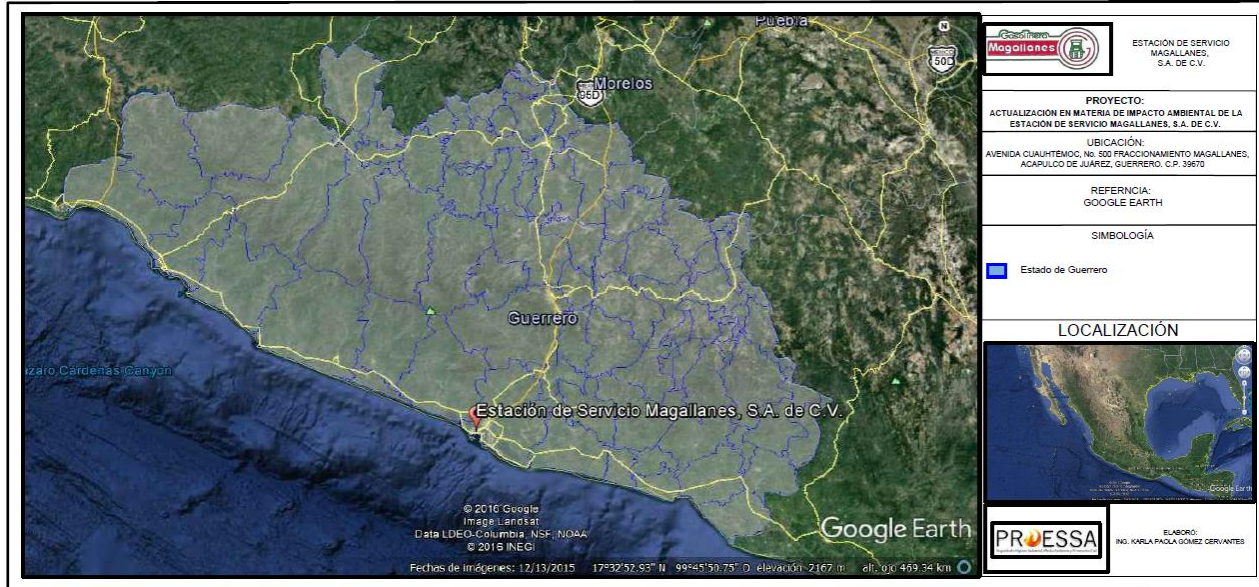 Puebla
N
MEXICO
50D
Morelos
95D
Guerrero
Estación de Servicio Magallanes, S.A. de C.V.
ázaro Cárdenas Canyon
© 2016 Google
Image Landsat
Data LDEO-Columbia, NSF, NOAA
© 2016 INEGI
Google Earth
Fechas de imágenes: 12/13/2015 17°32'52.93" N 99°45'50.75" O elevación 2167 m alt. ojo 469.34 km
Gasolinera
Magallanes
ESTACIÓN DE SERVICIO
MAGALLANES,
S.A. DE C.V.
PROYECTO:
ACTUALIZACIÓN EN MATERIA DE IMPACTO AMBIENTAL DE LA
ESTACIÓN DE SERVICIO MAGALLANES, S.A. DE C.V.
UBICACIÓN:
AVENIDA CUAUHTÉMOC, No. 500 FRACCIONAMIENTO MAGALLANES,
ACAPULCO DE JUÁREZ, GUERRERO. C.P. 39670
REFERNCIA:
GOOGLE EARTH
SIMBOLOGÍA
Estado de Guerrero
LOCALIZACIÓN
Google Earth
PROESSA
ELABORÓ:
ING. KARLA PAOLA GÓMEZ CERVANTES